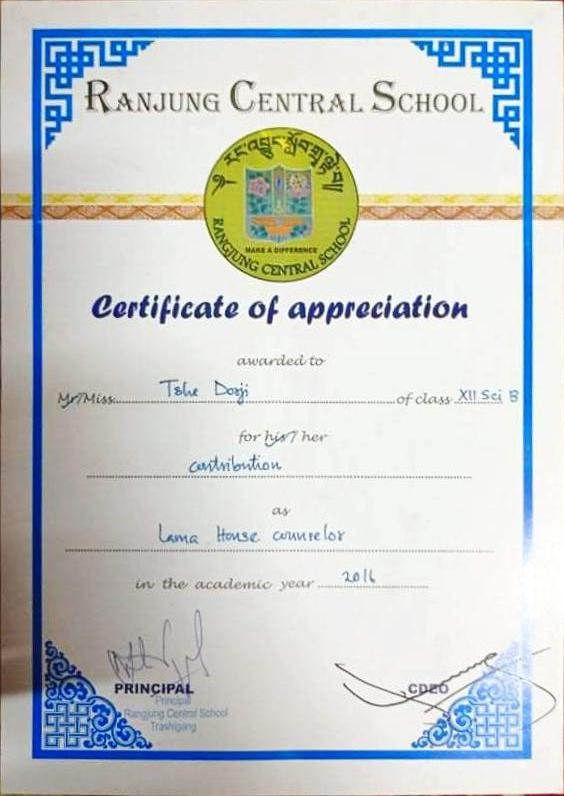 RANJUNG CENTRAL SCHOOL
༄ རང་འབྱུང་སློབ་གྲྭ་སྡེ།།
MAKE A DIFFERENCE
RANGJUNG CENTRAL SCHOOL
Certificate of appreciation
awarded to
Mr/Miss Tshe Dorji of class XII Sci B
for his / her
contribution
as
Lama House counselor
in the academic year 2016
PRINCIPAL CDEO
Principal
Rangjung Central School
Trashigang